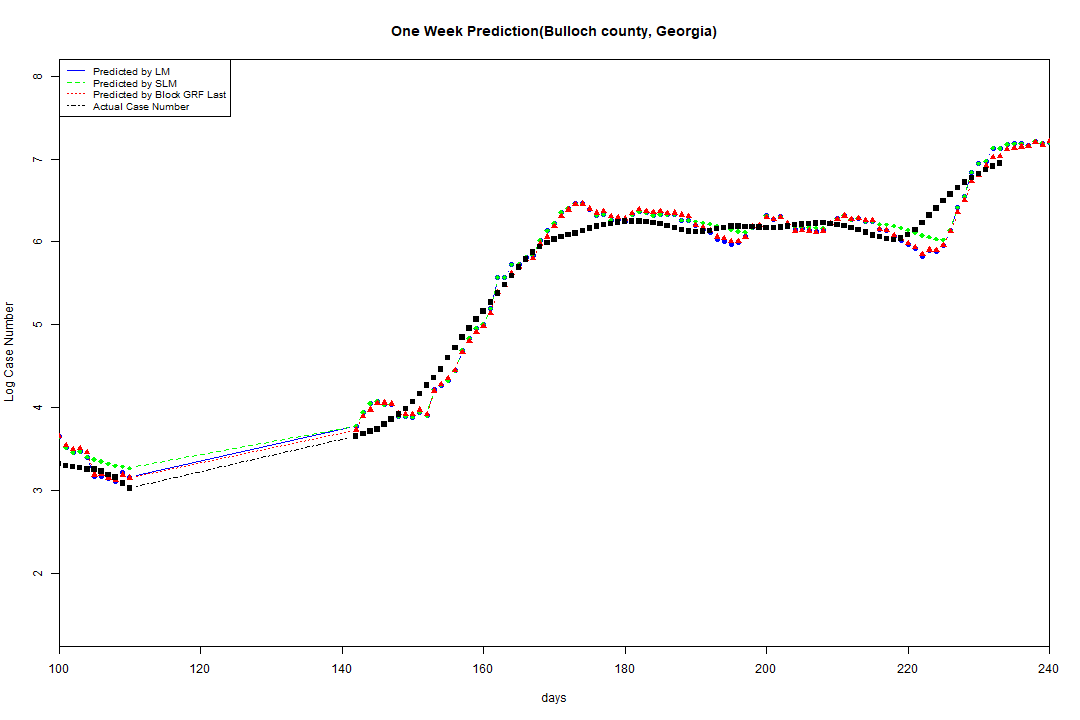 One Week Prediction(Bulloch county, Georgia)
Predicted by LM
Predicted by SLM
Predicted by Block GRF Last
Actual Case Number
8
7
6
5
4
3
2
Log Case Number
100 120 140 160 180 200 220 240
days